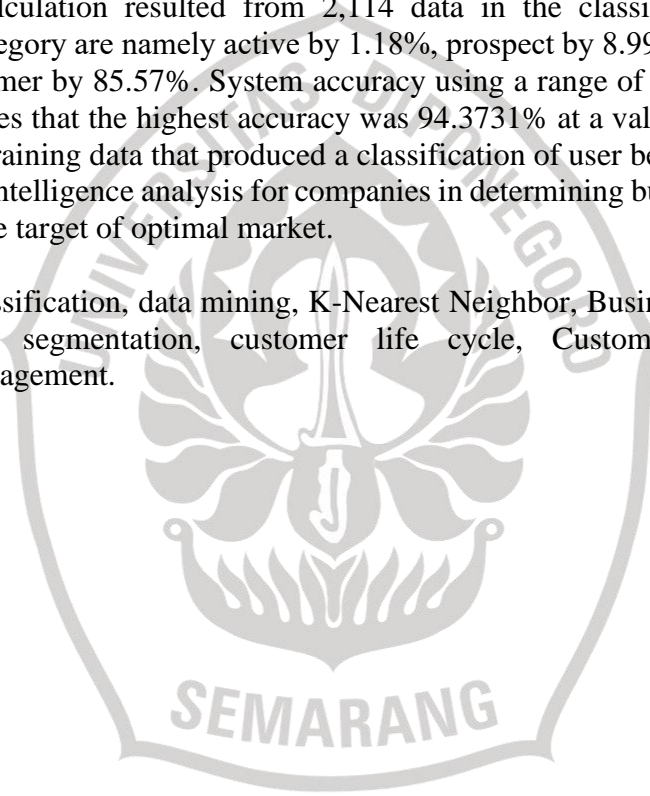 lculation resulted from 2,114 data in the classi
egory are namely active by 1.18%, prospect by 8.99
mer by 85.57%. System accuracy using a range of
es that the highest accuracy was 94.3731% at a val
raining data that produced a classification of user be
ntelligence analysis for companies in determining bu
e target of optimal market.
ssification, data mining, K-Nearest Neighbor, Busin
segmentation, customer life cycle, Custom
nagement.
UNIVERSITAS DIPONEGORO
SEMARANG